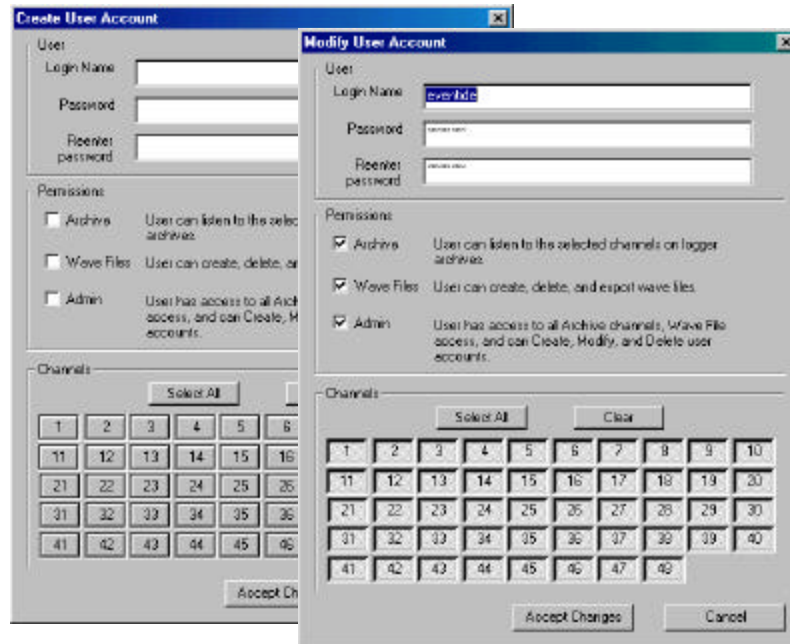 Create User Account
User
Login Name
Password
Reenter
password
Permissions
Archive
User can listen to the selec
archives.
Wave Files
User can create, delete, an
Admin
User has access to all Arch
access, and can Create, M
accounts.
Channels
Select All
1 2 3 4 5 6
11 12 13 14 15 16
21 22 23 24 25 26
31 32 33 34 35 36
41 42 43 44 45 46
Accept Ch
Modify User Account
User
Login Name
eventide
Password
Reenter
password
Permissions
Archive
User can listen to the selected channels on logger
archives.
Wave Files
User can create, delete, and export wave files.
Admin
User has access to all Archive channels, Wave File
access, and can Create, Modify, and Delete user
accounts.
Channels
Select All
Clear
1 2 3 4 5 6 7 8 9 10
11 12 13 14 15 16 17 18 19 20
21 22 23 24 25 26 27 28 29 30
31 32 33 34 35 36 37 38 39 40
41 42 43 44 45 46 47 48
Accept Changes
Cancel